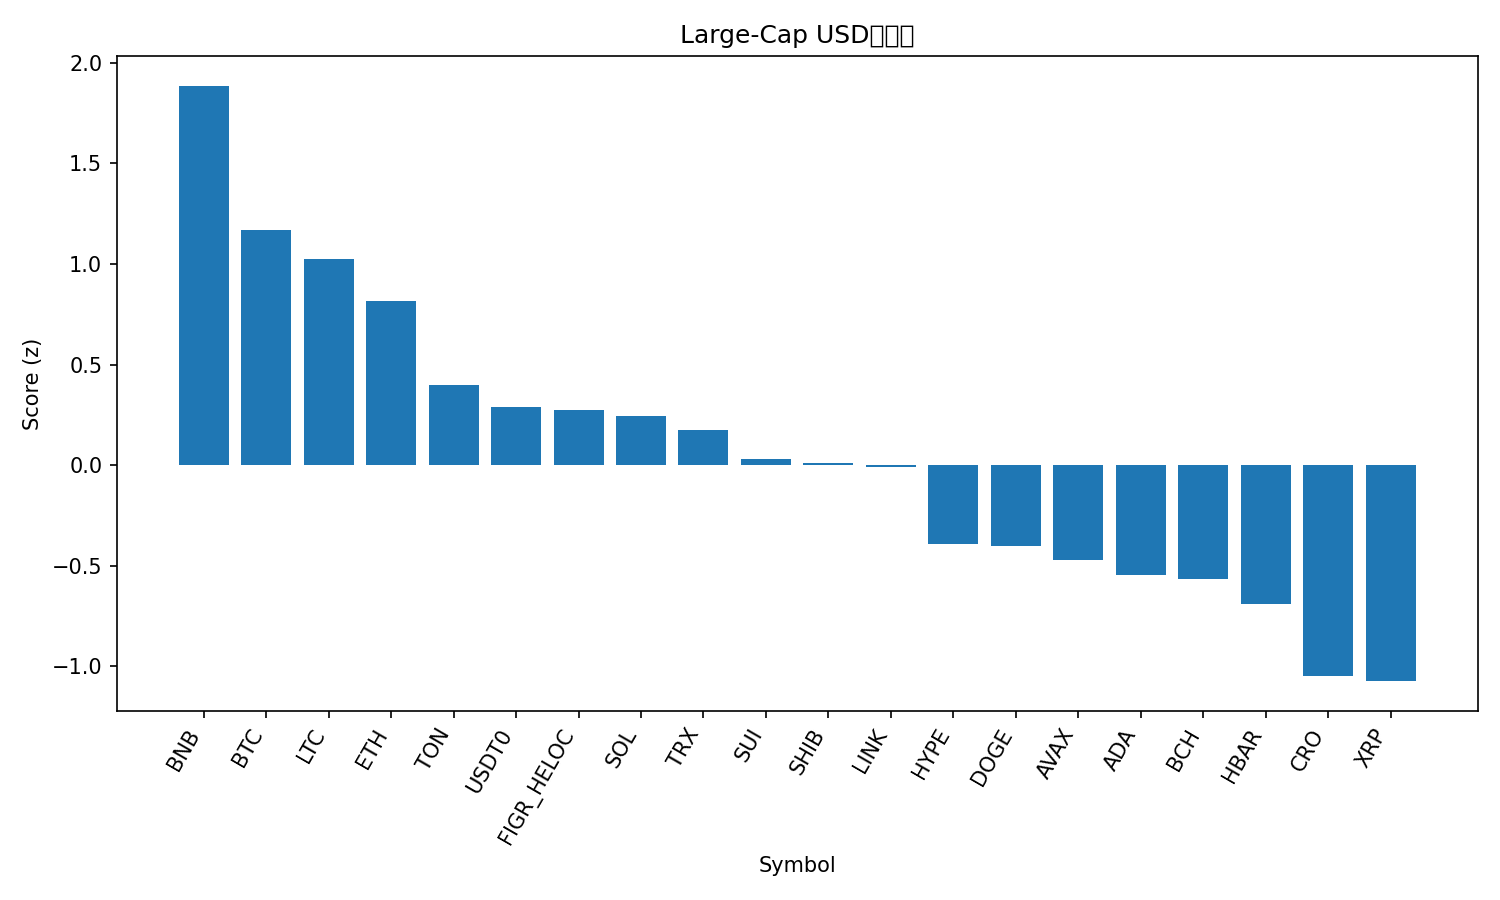 Large-Cap USD
Score (z)
2.0
1.5
1.0
0.5
0.0
−0.5
−1.0
BNB
BTC
LTC
ETH
TON
USDT0
FIGR_HELOC
SOL
TRX
SUI
SHIB
LINK
HYPE
DOGE
AVAX
ADA
BCH
HBAR
CRO
XRP
Symbol